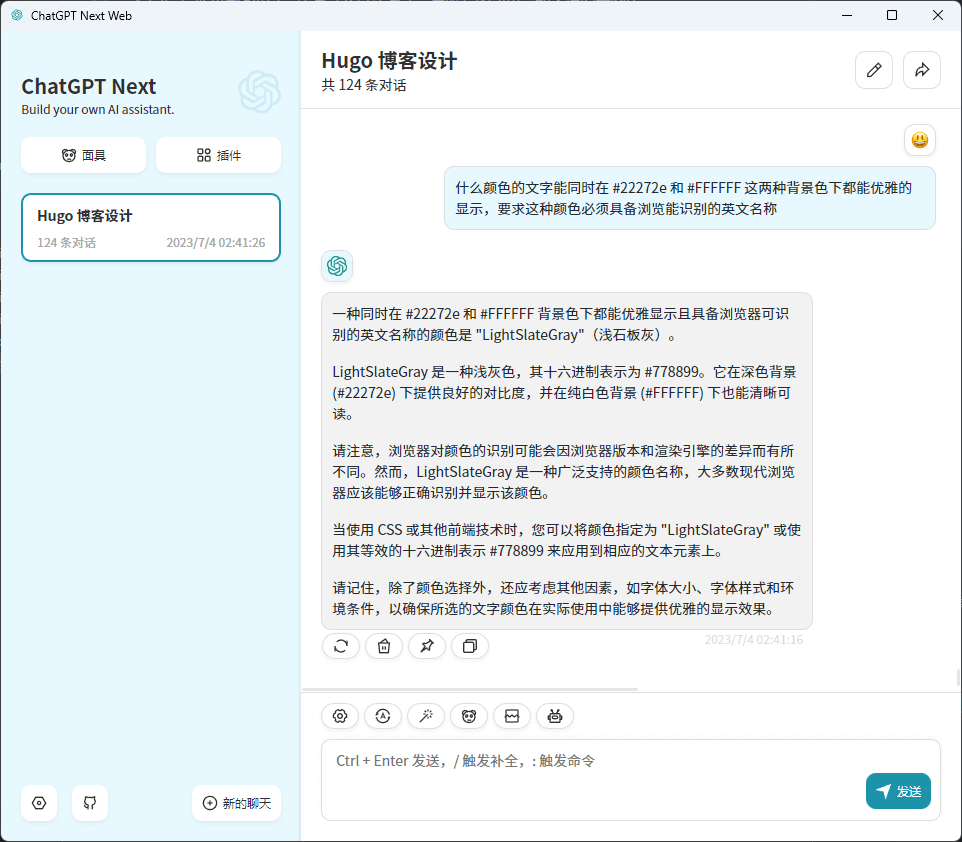 ChatGPT Next Web
ChatGPT Next
Build your own AI assistant.
面具
插件
Hugo 博客设计
124 条对话
2023/7/4 02:41:26
新的聊天
Hugo 博客设计
共 124 条对话
什么颜色的文字能同时在 #22272e 和 #FFFFFF 这两种背景色下都能优雅的
显示，要求这种颜色必须具备浏览能识别的英文名称
一种同时在 #22272e 和 #FFFFFF 背景色下都能优雅显示且具备浏览器可识
别的英文名称的颜色是 "LightSlateGray"（浅石板灰）。
LightSlateGray 是一种浅灰色，其十六进制表示为 #778899。它在深色背景
(#22272e) 下提供良好的对比度，并在纯白色背景 (#FFFFFF) 下也能清晰可
读。
请注意，浏览器对颜色的识别可能会因浏览器版本和渲染引擎的差异而有所
不同。然而，LightSlateGray 是一种广泛支持的颜色名称，大多数现代浏览
器应该能够正确识别并显示该颜色。
当使用 CSS 或其他前端技术时，您可以将颜色指定为 "LightSlateGray" 或使
用其等效的十六进制表示 #778899 来应用到相应的文本元素上。
请记住，除了颜色选择外，还应考虑其他因素，如字体大小、字体样式和环
境条件，以确保所选的文字颜色在实际使用中能够提供优雅的显示效果。
2023/7/4 02:41:16
Ctrl + Enter 发送，/ 触发补全，: 触发命令
发送